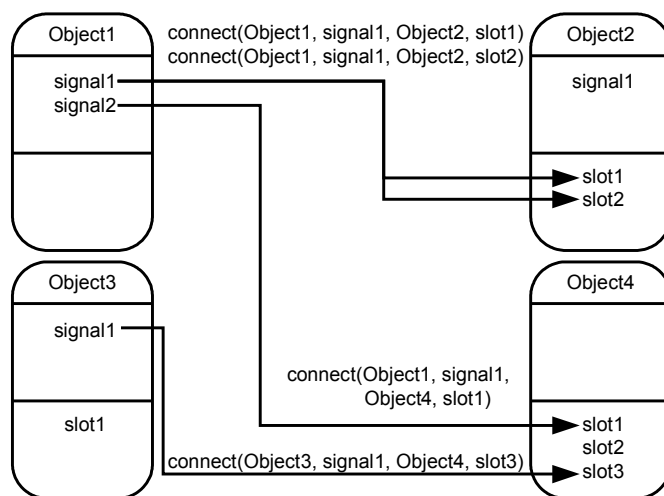 Object1
connect(Object1, signal1, Object2, slot1)
connect(Object1, signal1, Object2, slot2)
Object2
signal1
signal2
signal1
slot1
slot2
Object3
signal1
slot1
Object4
connect(Object1, signal1,
Object4, slot1)
slot1
slot2
slot3
connect(Object3, signal1, Object4, slot3)